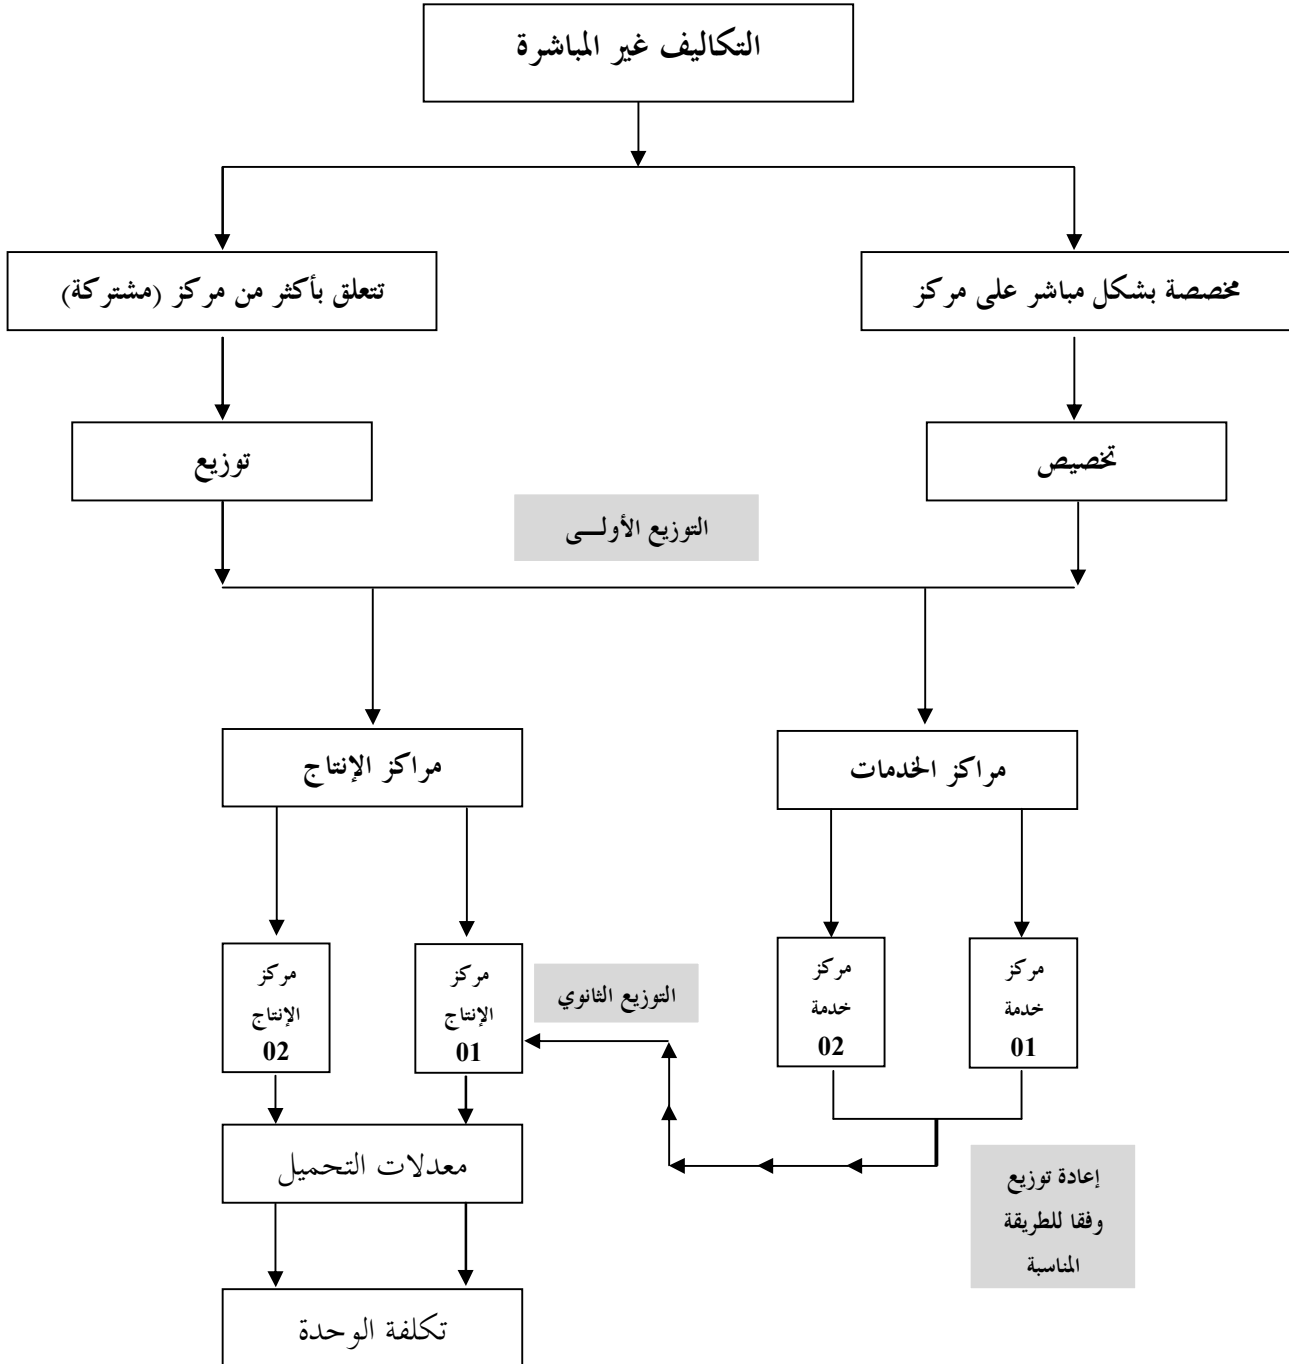 التكاليف غير المباشرة
مخصصة بشكل مباشر على مركز
تتعلق بأكثر من مركز (مشتركة)
تخصيص
توزيع
التوزيع الأولــى
مراكز الخدمات
مراكز الإنتاج
مركز
خدمة
01
مركز
خدمة
02
التوزيع الثانوي
مركز
الإنتاج
01
مركز
الإنتاج
02
معدلات التحميل
إعادة توزيع
وفقا للطريقة
المناسبة
تكلفة الوحدة